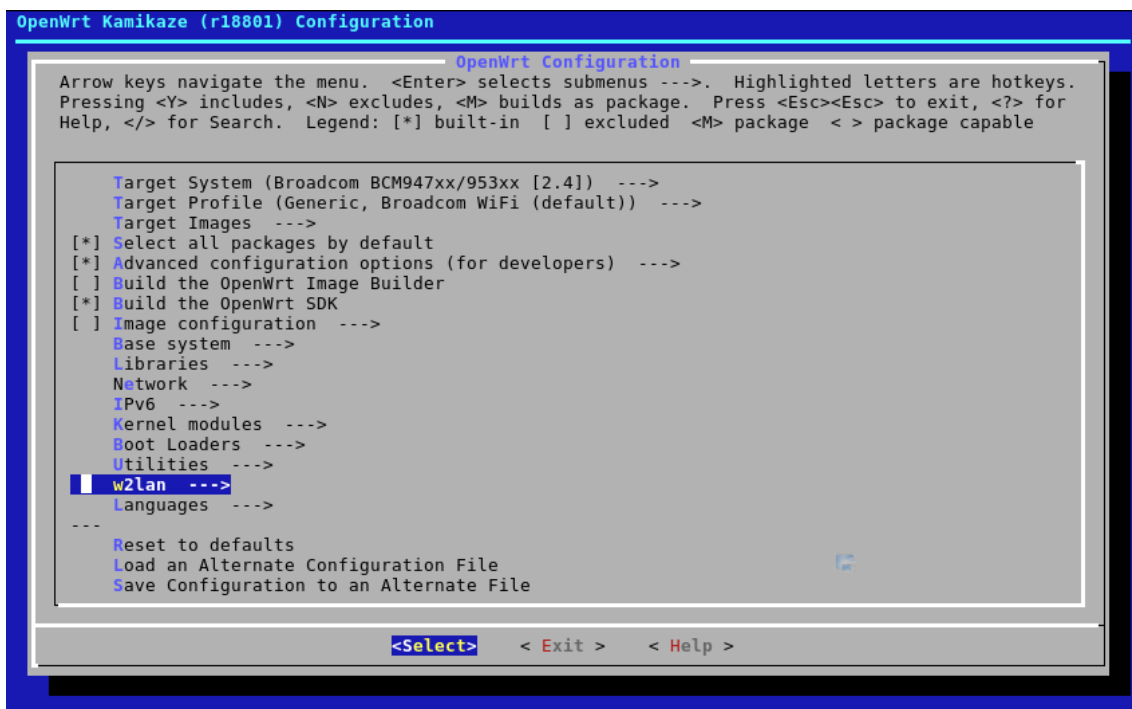 OpenWrt Kamikaze (r18801) Configuration
OpenWrt Configuration
Arrow keys navigate the menu.  <Enter> selects submenus --->.  Highlighted letters are hotkeys.
Pressing <Y> includes, <N> excludes, <M> builds as package.  Press <Esc><Esc> to exit, <?> for
Help, </> for Search.  Legend: [*] built-in  [ ] excluded  <M> package  < > package capable
Target System (Broadcom BCM947xx/953xx [2.4])  --->
Target Profile (Generic, Broadcom WiFi (default))  --->
Target Images  --->
[*] Select all packages by default
[*] Advanced configuration options (for developers)  --->
[ ] Build the OpenWrt Image Builder
[*] Build the OpenWrt SDK
[ ] Image configuration  --->
Base system  --->
Libraries  --->
Network  --->
IPv6  --->
Kernel modules  --->
Boot Loaders  --->
Utilities  --->
w2lan  --->
Languages  --->
---
Reset to defaults
Load an Alternate Configuration File
Save Configuration to an Alternate File
<Select>    < Exit >    < Help >